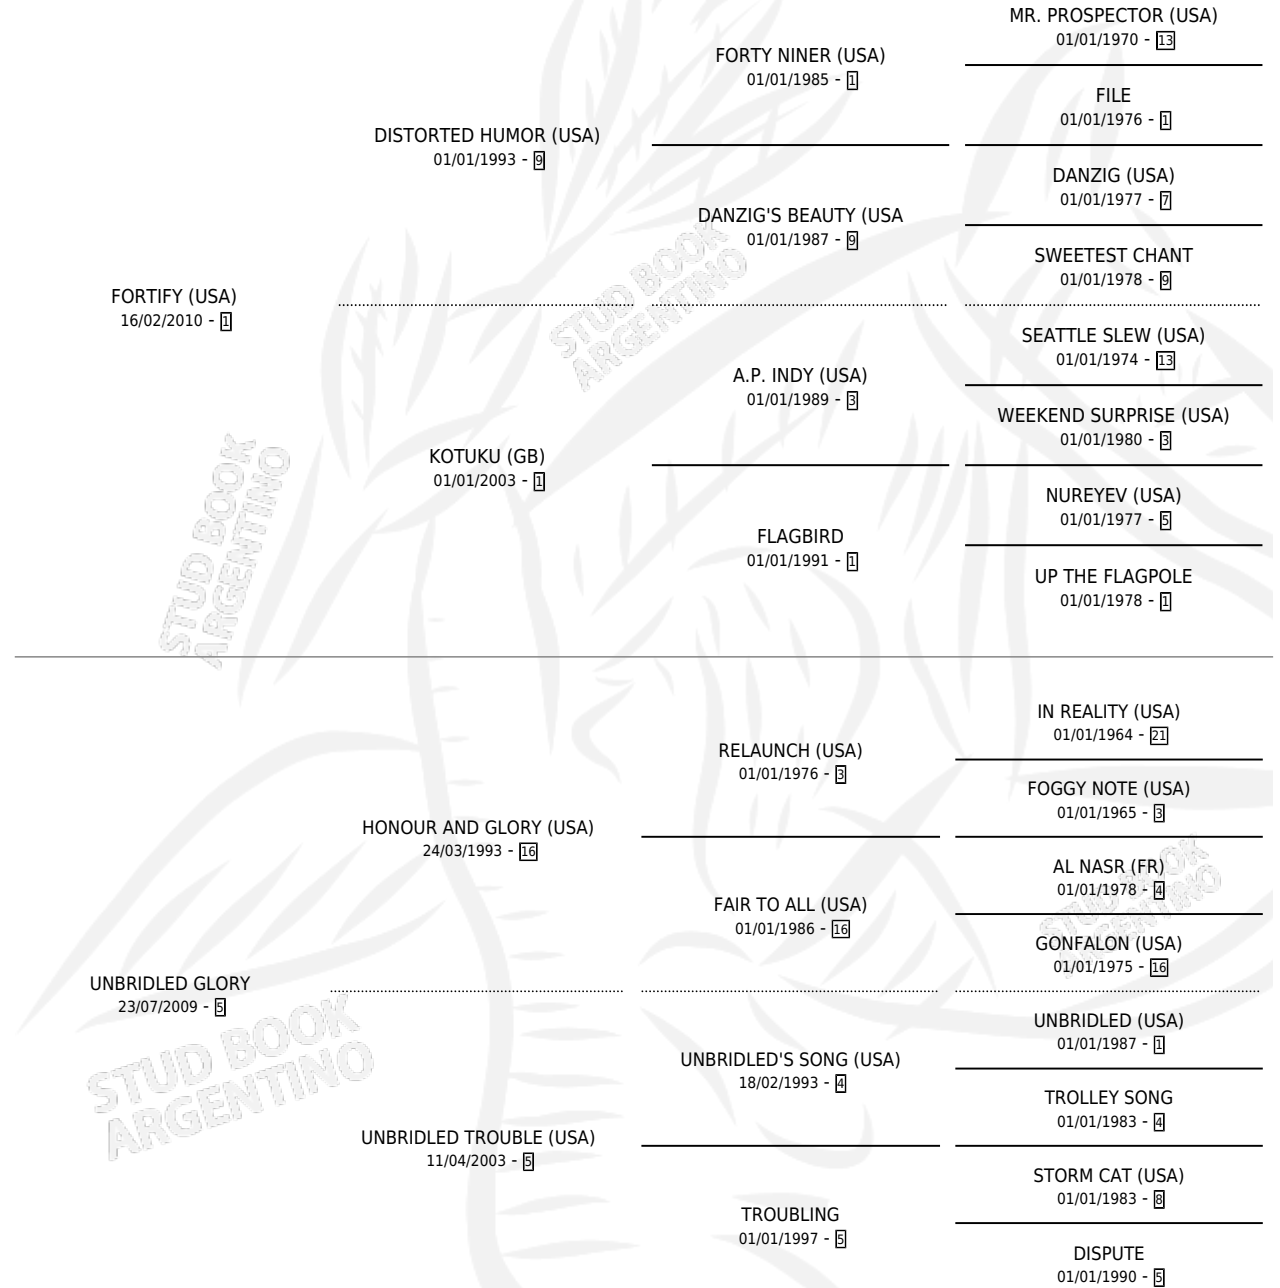 MR. PROSPECTOR (USA)
01/01/1970 - 13
FORTY NINER (USA)
01/01/1985 - 1
FILE
01/01/1976 - 1
DISTORTED HUMOR (USA)
01/01/1993 - 9
DANZIG (USA)
01/01/1977 - 7
DANZIG'S BEAUTY (USA
01/01/1987 - 9
SWEETEST CHANT
01/01/1978 - 9
FORTIFY (USA)
16/02/2010 - 1
SEATTLE SLEW (USA)
01/01/1974 - 13
A.P. INDY (USA)
01/01/1989 - 3
WEEKEND SURPRISE (USA)
01/01/1980 - 3
KOTUKU (GB)
01/01/2003 - 1
NUREYEV (USA)
01/01/1977 - 5
FLAGBIRD
01/01/1991 - 1
UP THE FLAGPOLE
01/01/1978 - 1
IN REALITY (USA)
01/01/1964 - 21
RELAUNCH (USA)
01/01/1976 - 3
FOGGY NOTE (USA)
01/01/1965 - 3
HONOUR AND GLORY (USA)
24/03/1993 - 16
AL NASR (FR)
01/01/1978 - 4
FAIR TO ALL (USA)
01/01/1986 - 16
GONFALON (USA)
01/01/1975 - 16
UNBRIDLED GLORY
23/07/2009 - 5
UNBRIDLED (USA)
01/01/1987 - 1
UNBRIDLED'S SONG (USA)
18/02/1993 - 4
TROLLEY SONG
01/01/1983 - 4
UNBRIDLED TROUBLE (USA)
11/04/2003 - 5
STORM CAT (USA)
01/01/1983 - 8
TROUBLING
01/01/1997 - 5
DISPUTE
01/01/1990 - 5
STUD BOOK
ARGENTINO
STUD BOOK
ARGENTINO
STUD BOOK
ARGENTINO
STUD BOOK
ARGENTINO